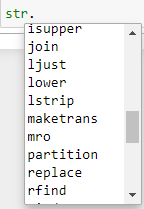 str.
isupper
join
ljust
lower
lstrip
maketrans
mro
partition
replace
rfind